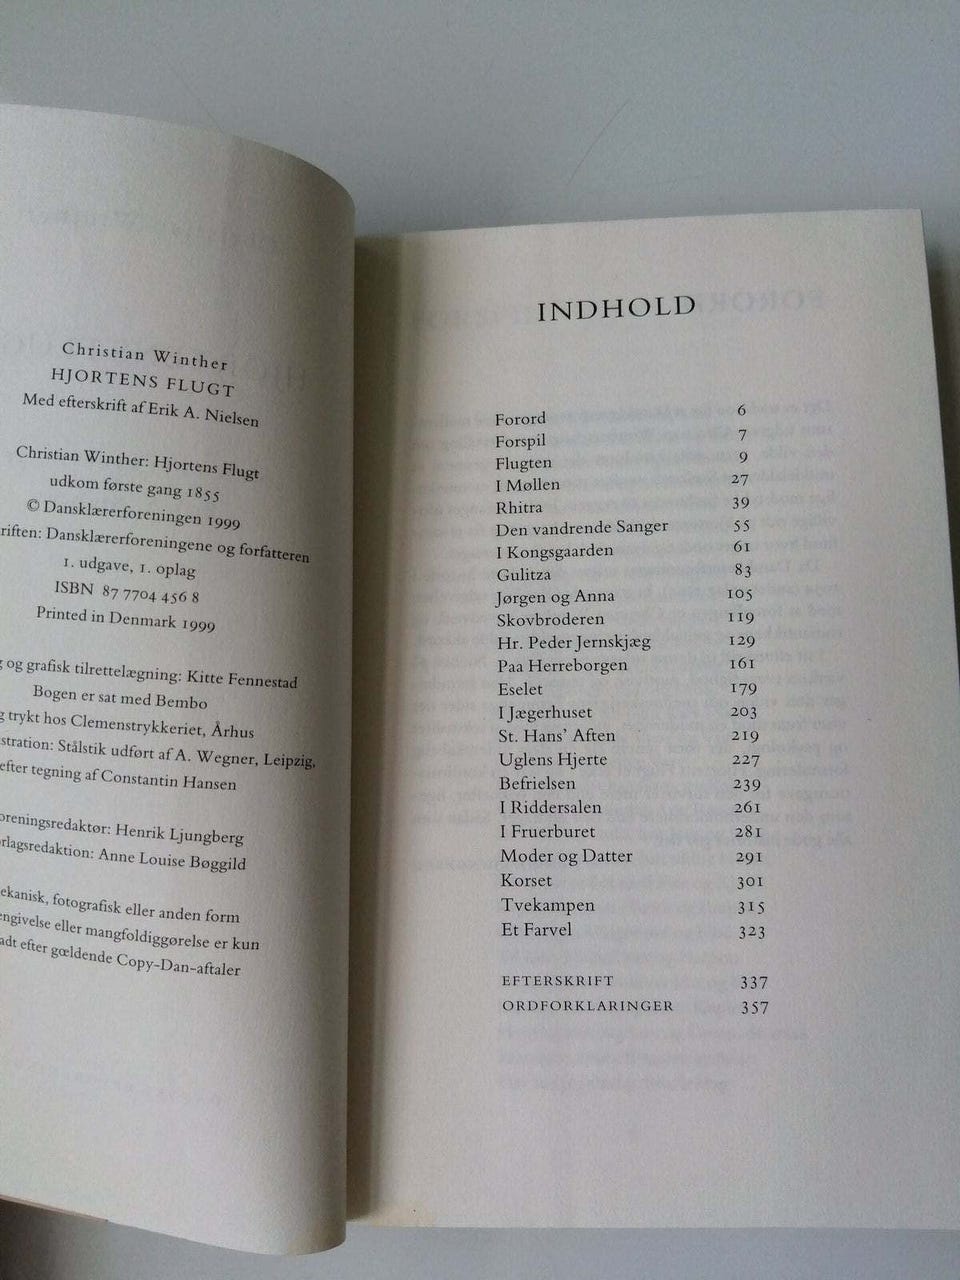 Christian Winther
HJORTENS FLUGT
Med efterskrift af Erik A. Nielsen
Christian Winther: Hjortens Flugt
udkom første gang 1855
© Dansklærerforeningen 1999
riften: Dansklærerforeningene og forfatteren
1. udgave, 1. oplag
ISBN 87 7704 456 8
Printed in Denmark 1999
g og grafisk tilrettelægning: Kitte Fennestad
Bogen er sat med Bembo
g trykt hos Clemenstrykkeriet, Århus
stration: Stålstik udført af A. Wegner, Leipzig,
efter tegning af Constantin Hansen
oreningsredaktør: Henrik Ljungberg
rlagsredaktion: Anne Louise Bøggild
ekanisk, fotografisk eller anden form
engivelse eller mangfoldiggørelse er kun
adt efter gældende Copy-Dan-aftaler
INDHOLD
Forord 6
Forspil 7
Flugten 9
I Møllen 27
Rhitra 39
Den vandrende Sanger 55
I Kongsgaarden 61
Gulitza 83
Jørgen og Anna 105
Skovbroderen 119
Hr. Peder Jernskjæg 129
Paa Herreborgen 161
Eselet 179
I Jægerhuset 203
St. Hans' Aften 219
Uglens Hjerte 227
Befrielsen 239
I Riddersalen 261
I Fruerburet 281
Moder og Datter 291
Korset 301
Tvekampen 315
Et Farvel 323
EFTERSKRIFT 337
ORDFORKLARINGER 357